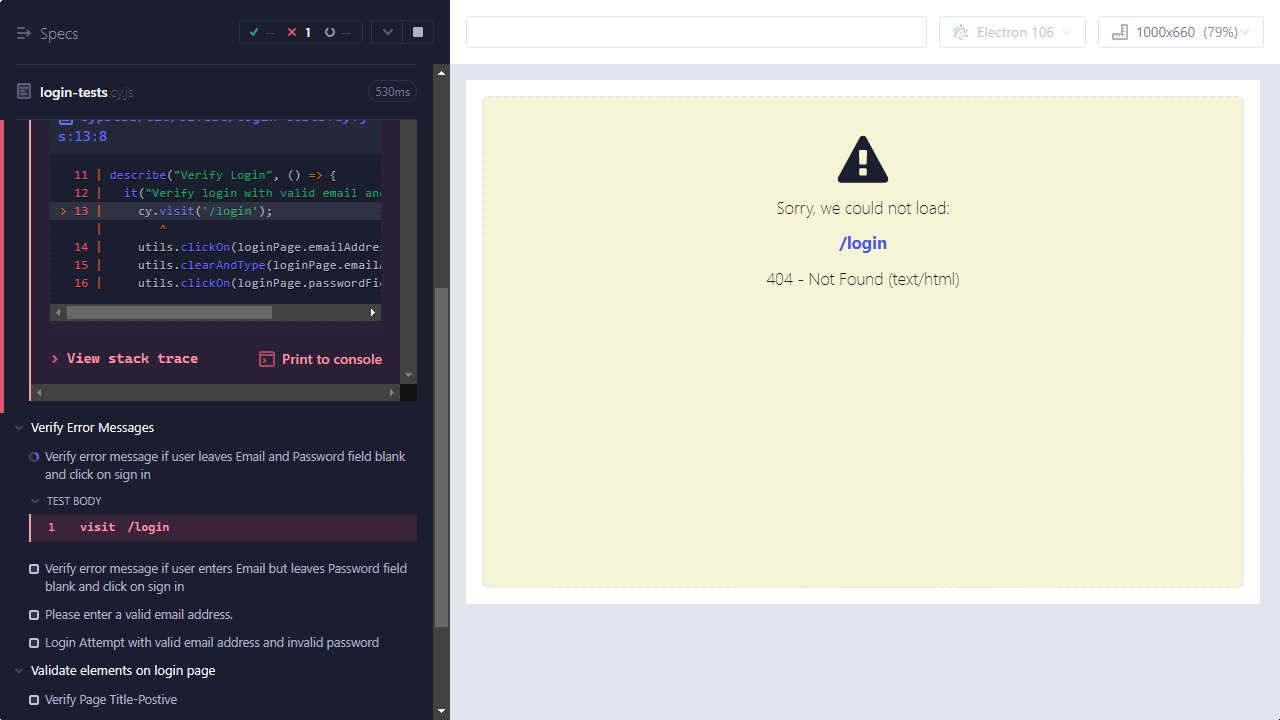 Specs
-- 1 --
Electron 106
1000x660 (79%)
login-tests.cy.js
530ms
s:13:8
11 | describe("Verify Login", () => {
12 | it("Verify login with valid email an
> 13 | cy.visit('/login');
| ^
14 | utils.clickOn(loginPage.emailAddre
15 | utils.clearAndType(loginPage.email
16 | utils.clickOn(loginPage.passwordFi
> View stack trace
Print to console
Verify Error Messages
Verify error message if user leaves Email and Password field blank
and click on sign in
TEST BODY
1 visit /login
Verify error message if user enters Email but leaves Password field
blank and click on sign in
Please enter a valid email address.
Login Attempt with valid email address and invalid password
Validate elements on login page
Verify Page Title-Postive
Sorry, we could not load:
/login
404 - Not Found (text/html)